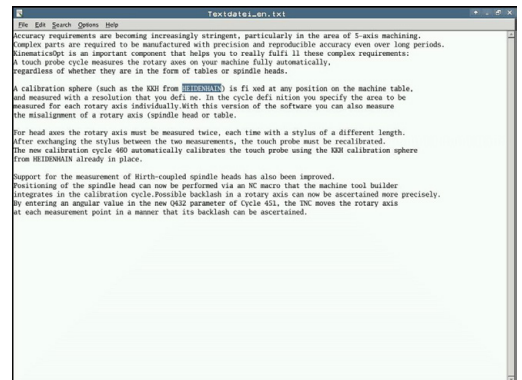 Textdatei_en.txt
File Edit Search Options Help
Accuracy requirements are becoming increasingly stringent, particularly in the area of 5-axis machining.
Complex parts are required to be manufactured with precision and reproducible accuracy even over long periods.
KinematicsOpt is an important component that helps you to really fulfi ll these complex requirements:
A touch probe cycle measures the rotary axes on your machine fully automatically,
regardless of whether they are in the form of tables or spindle heads.
A calibration sphere (such as the KKH from HEIDENHAIN) is fi xed at any position on the machine table,
and measured with a resolution that you defi ne. In the cycle defi nition you specify the area to be
measured for each rotary axis individually.With this version of the software you can also measure
the misalignment of a rotary axis (spindle head or table.
For head axes the rotary axis must be measured twice, each time with a stylus of a different length.
After exchanging the stylus between the two measurements, the touch probe must be recalibrated.
The new calibration cycle 460 automatically calibrates the touch probe using the KKH calibration sphere
from HEIDENHAIN already in place.
Support for the measurement of Hirth-coupled spindle heads has also been improved.
Positioning of the spindle head can now be performed via an NC macro that the machine tool builder
integrates in the calibration cycle.Possible backlash in a rotary axis can now be ascertained more precisely.
By entering an angular value in the new Q432 parameter of Cycle 451, the TNC moves the rotary axis
at each measurement point in a manner that its backlash can be ascertained.